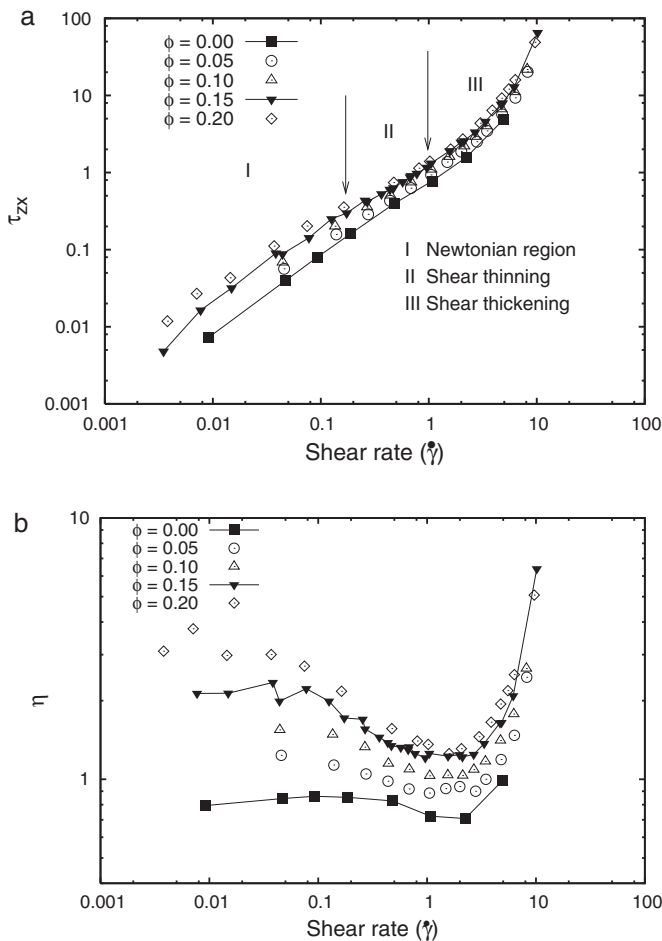 a
100
10
1
0.1
0.01
0.001
τzx
ϕ = 0.00
ϕ = 0.05
ϕ = 0.10
ϕ = 0.15
ϕ = 0.20
I
II
III
I Newtonian region
II Shear thinning
III Shear thickening
0.001 0.01 0.1 1 10 100
Shear rate (γ̇)
b
10
1
η
ϕ = 0.00
ϕ = 0.05
ϕ = 0.10
ϕ = 0.15
ϕ = 0.20
0.001 0.01 0.1 1 10 100
Shear rate (γ̇)